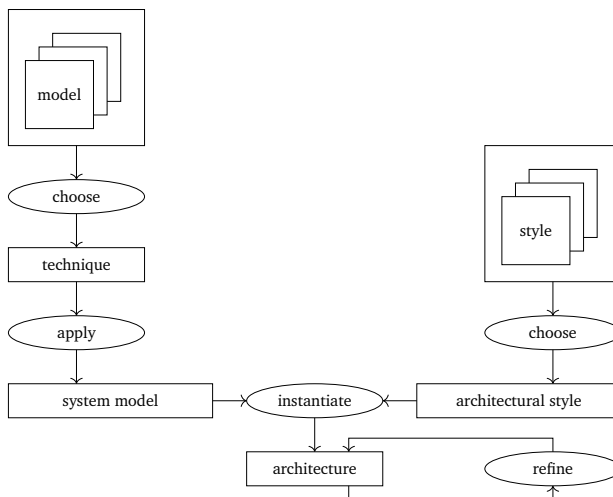 model
choose
style
technique
apply
choose
system model
instantiate
architectural style
architecture
refine